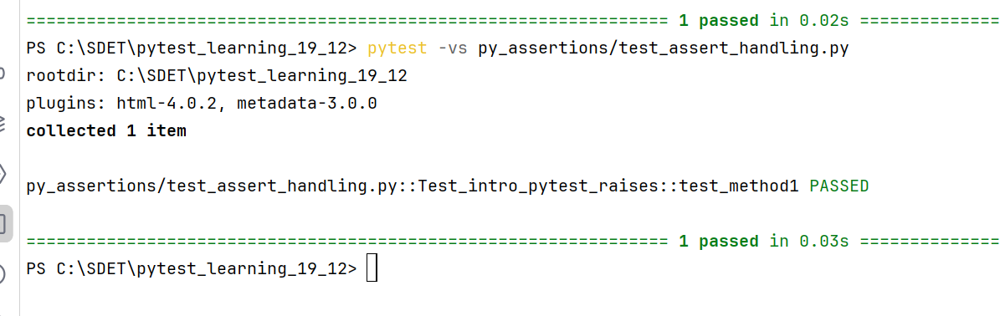 ================================================================ 1 passed in 0.02s ==============
PS C:\SDET\pytest_learning_19_12> pytest -vs py_assertions/test_assert_handling.py
rootdir: C:\SDET\pytest_learning_19_12
plugins: html-4.0.2, metadata-3.0.0
collected 1 item
py_assertions/test_assert_handling.py::Test_intro_pytest_raises::test_method1 PASSED
================================================================ 1 passed in 0.03s ==============
PS C:\SDET\pytest_learning_19_12>